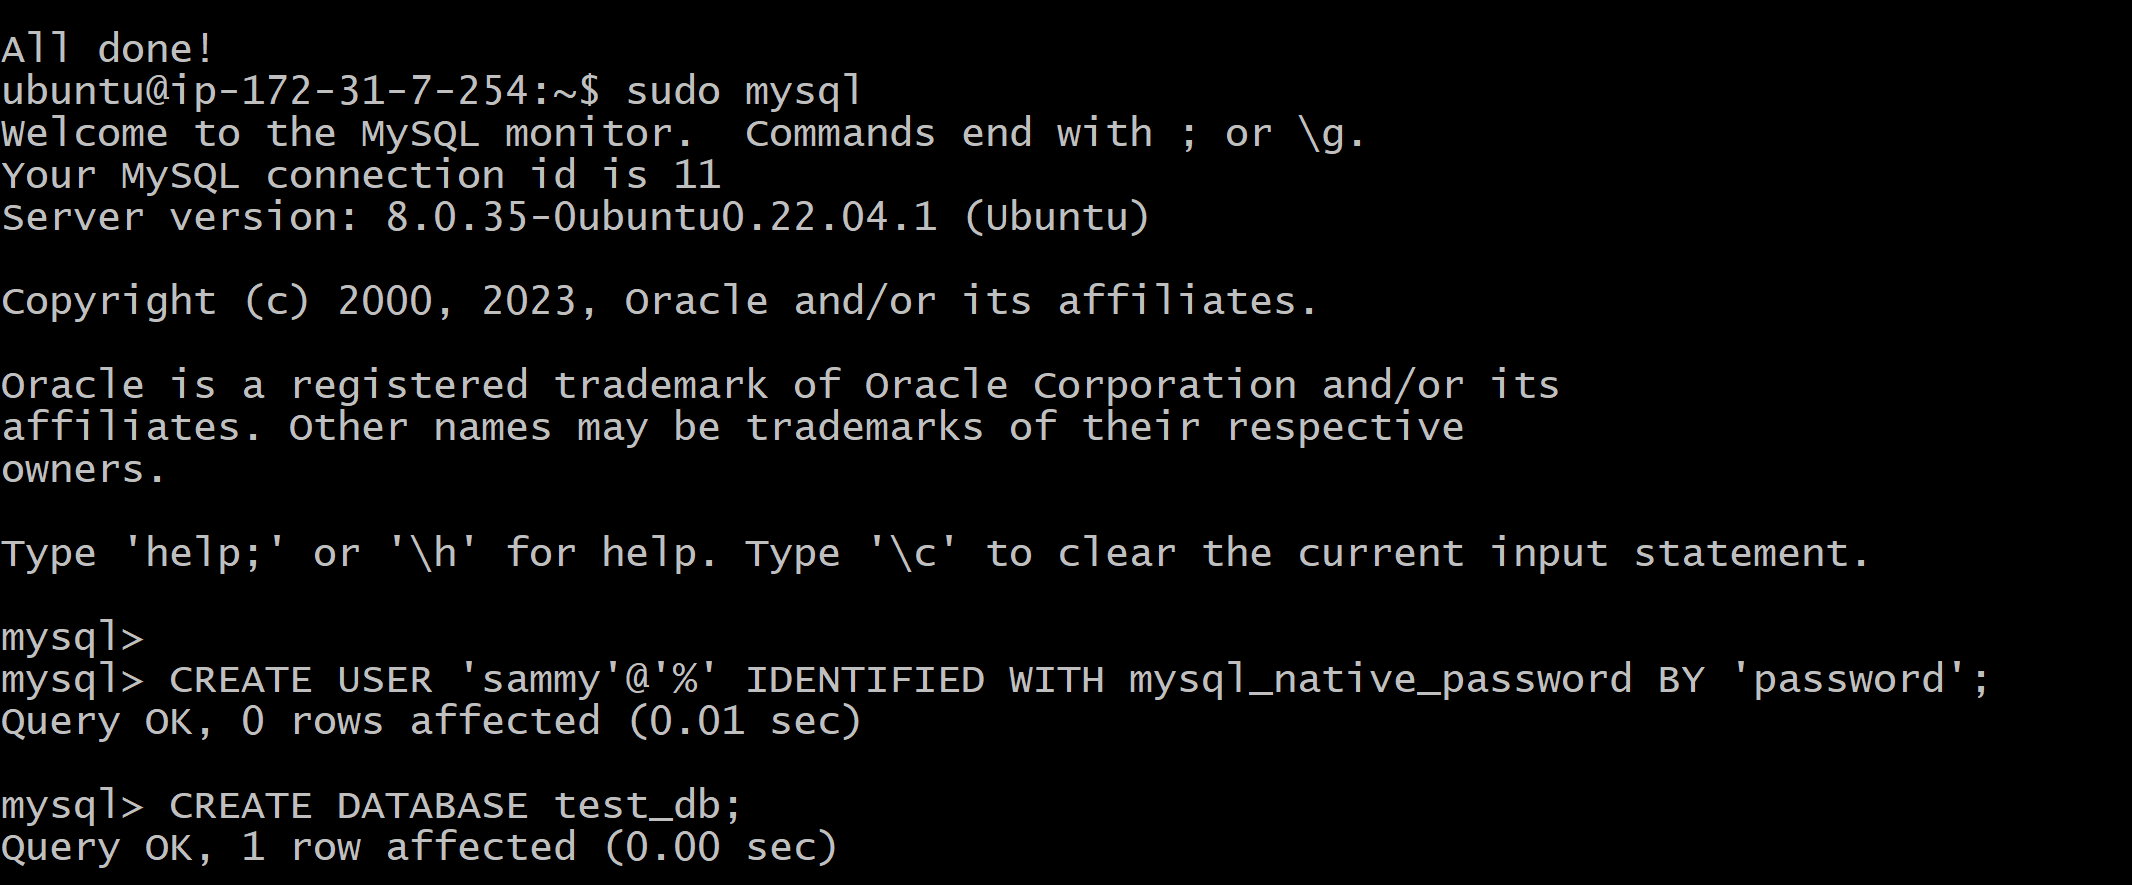 All done!
ubuntu@ip-172-31-7-254:~$ sudo mysql
Welcome to the MySQL monitor.  Commands end with ; or \g.
Your MySQL connection id is 11
Server version: 8.0.35-0ubuntu0.22.04.1 (Ubuntu)

Copyright (c) 2000, 2023, Oracle and/or its affiliates.

Oracle is a registered trademark of Oracle Corporation and/or its
affiliates. Other names may be trademarks of their respective
owners.

Type 'help;' or '\h' for help. Type '\c' to clear the current input statement.

mysql>
mysql> CREATE USER 'sammy'@'%' IDENTIFIED WITH mysql_native_password BY 'password';
Query OK, 0 rows affected (0.01 sec)

mysql> CREATE DATABASE test_db;
Query OK, 1 row affected (0.00 sec)